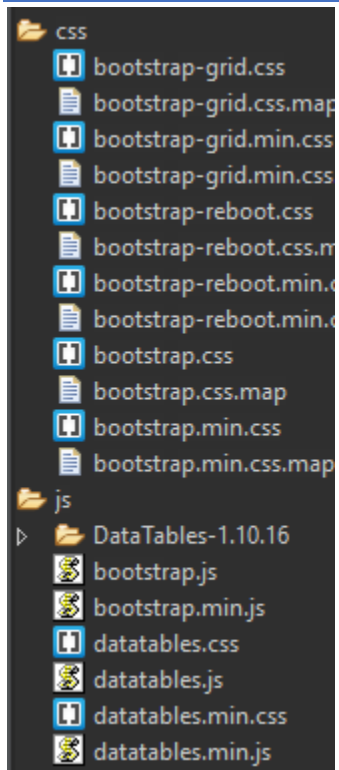 css
bootstrap-grid.css
bootstrap-grid.css.map
bootstrap-grid.min.css
bootstrap-grid.min.css
bootstrap-reboot.css
bootstrap-reboot.css.m
bootstrap-reboot.min.c
bootstrap-reboot.min.c
bootstrap.css
bootstrap.css.map
bootstrap.min.css
bootstrap.min.css.map
js
DataTables-1.10.16
bootstrap.js
bootstrap.min.js
datatables.css
datatables.js
datatables.min.css
datatables.min.js